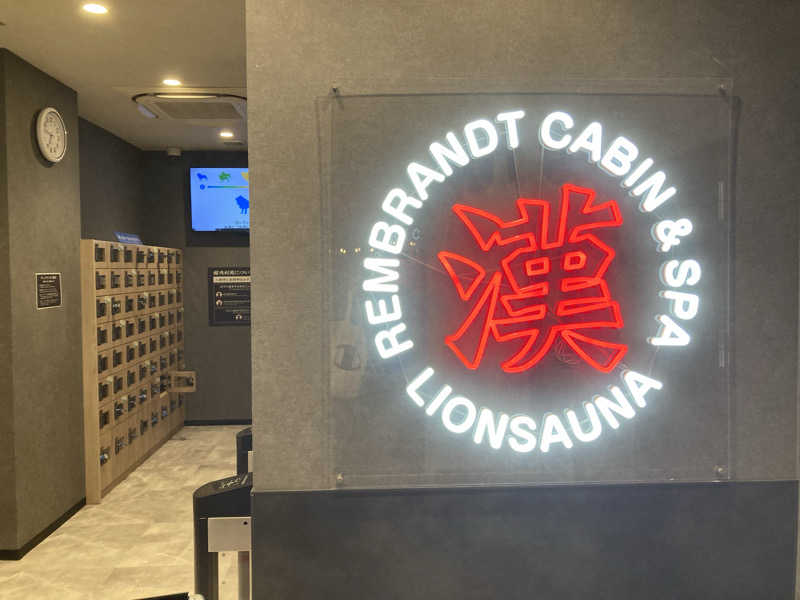 REMBRANDT CABIN & SPA
漢
LIONSAUNA